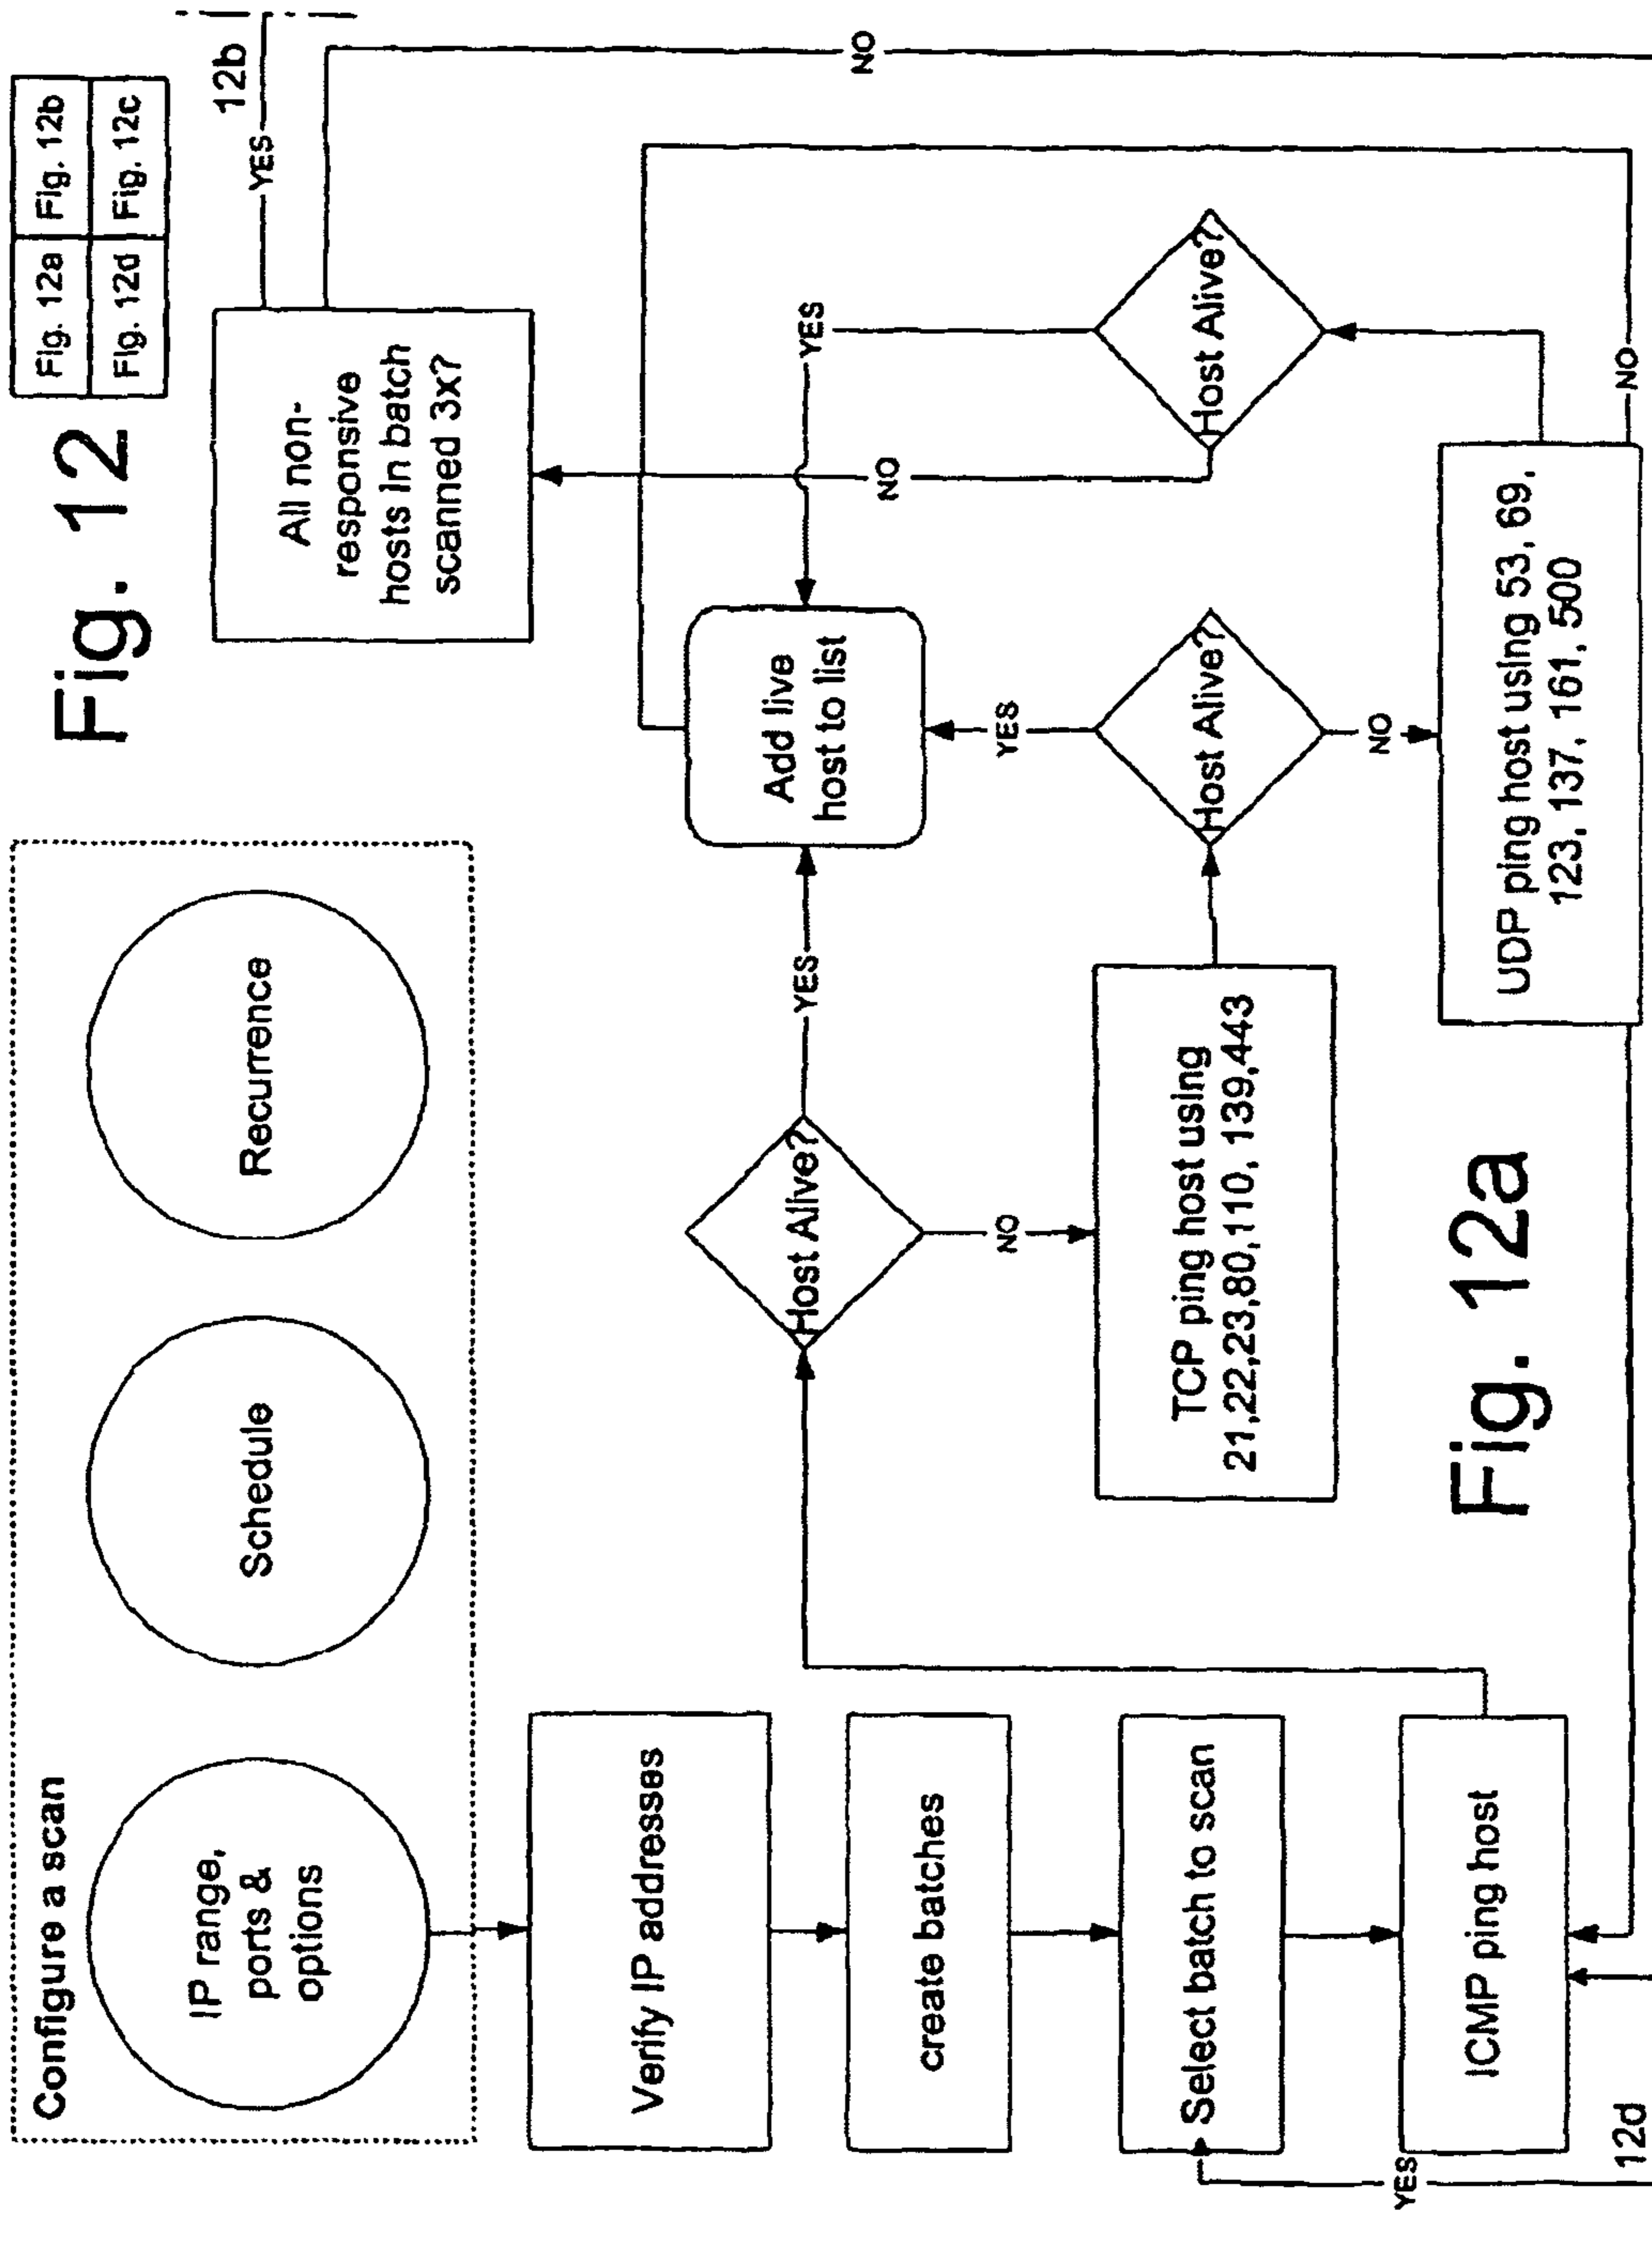 Configure a scan
IP range,
ports &
options
Schedule
Recurrence
Fig. 12
Fig. 12a
Fig. 12b
Fig. 12d
Fig. 12c
Verify IP addresses
create batches
Select batch to scan
ICMP ping host
YES
12d
Host Alive?
YES
NO
TCP ping host using
21,22,23,80,110, 139,443
Host Alive?
YES
NO
Add live
host to list
UDP ping host using 53, 69,
123, 137, 161, 500
Host Alive?
YES
NO
NO
All non-
responsive
hosts in batch
scanned 3x?
YES
12b
NO
Fig. 12a